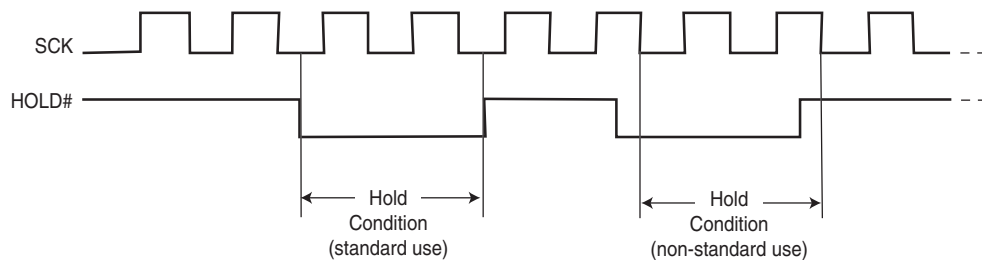 SCK
HOLD#
Hold
Condition
(standard use)
Hold
Condition
(non-standard use)